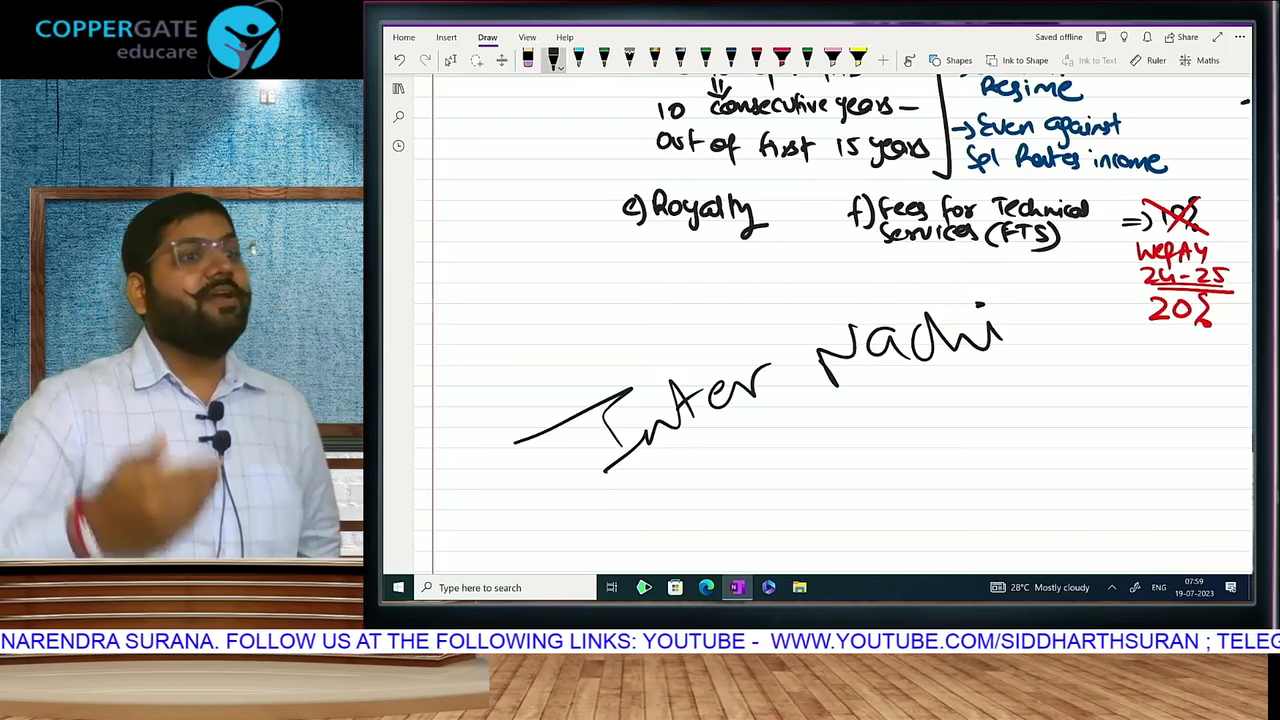 COPPERGATE
educare
Home Insert Draw View Help
Saved offline
Share
Shapes
Ink to Shape
Ink to Text
Ruler
Maths
Regime
10 consecutive years –
→ Even against
out of first 15 years
Spl Rates income
e) Royalty
f) Fees for Technical
Services (FTS)
⇒ 10%
wef AY
24-25
20%
Inter Nadhi
Type here to search
28°C Mostly cloudy
ENG
07:59
19-07-2023
NARENDRA SURANA. FOLLOW US AT THE FOLLOWING LINKS: YOUTUBE - WWW.YOUTUBE.COM/SIDDHARTHSURAN ; TELEG